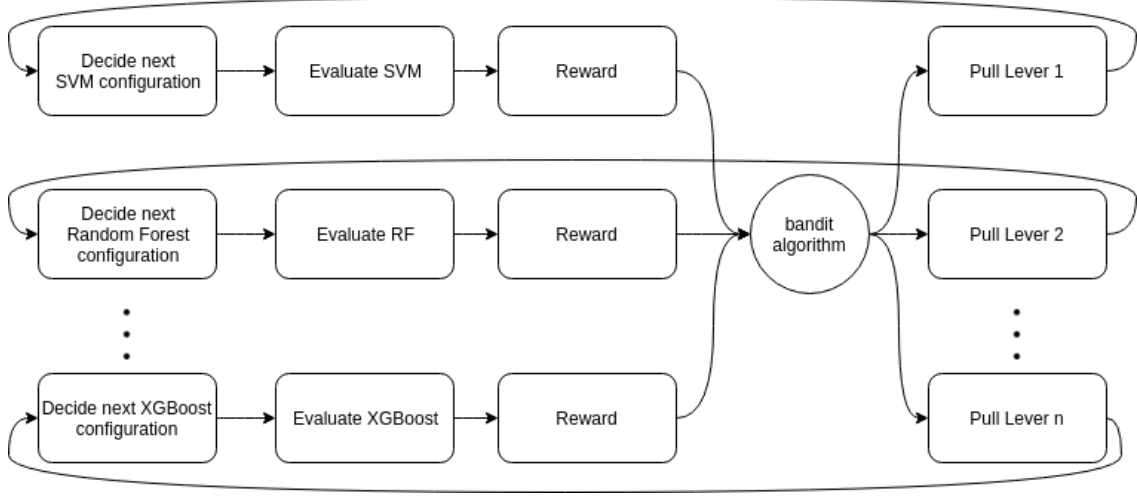 Decide next
SVM configuration
Evaluate SVM
Reward
Pull Lever 1
Decide next
Random Forest
configuration
Evaluate RF
Reward
bandit
algorithm
Pull Lever 2
Decide next XGBoost
configuration
Evaluate XGBoost
Reward
Pull Lever n